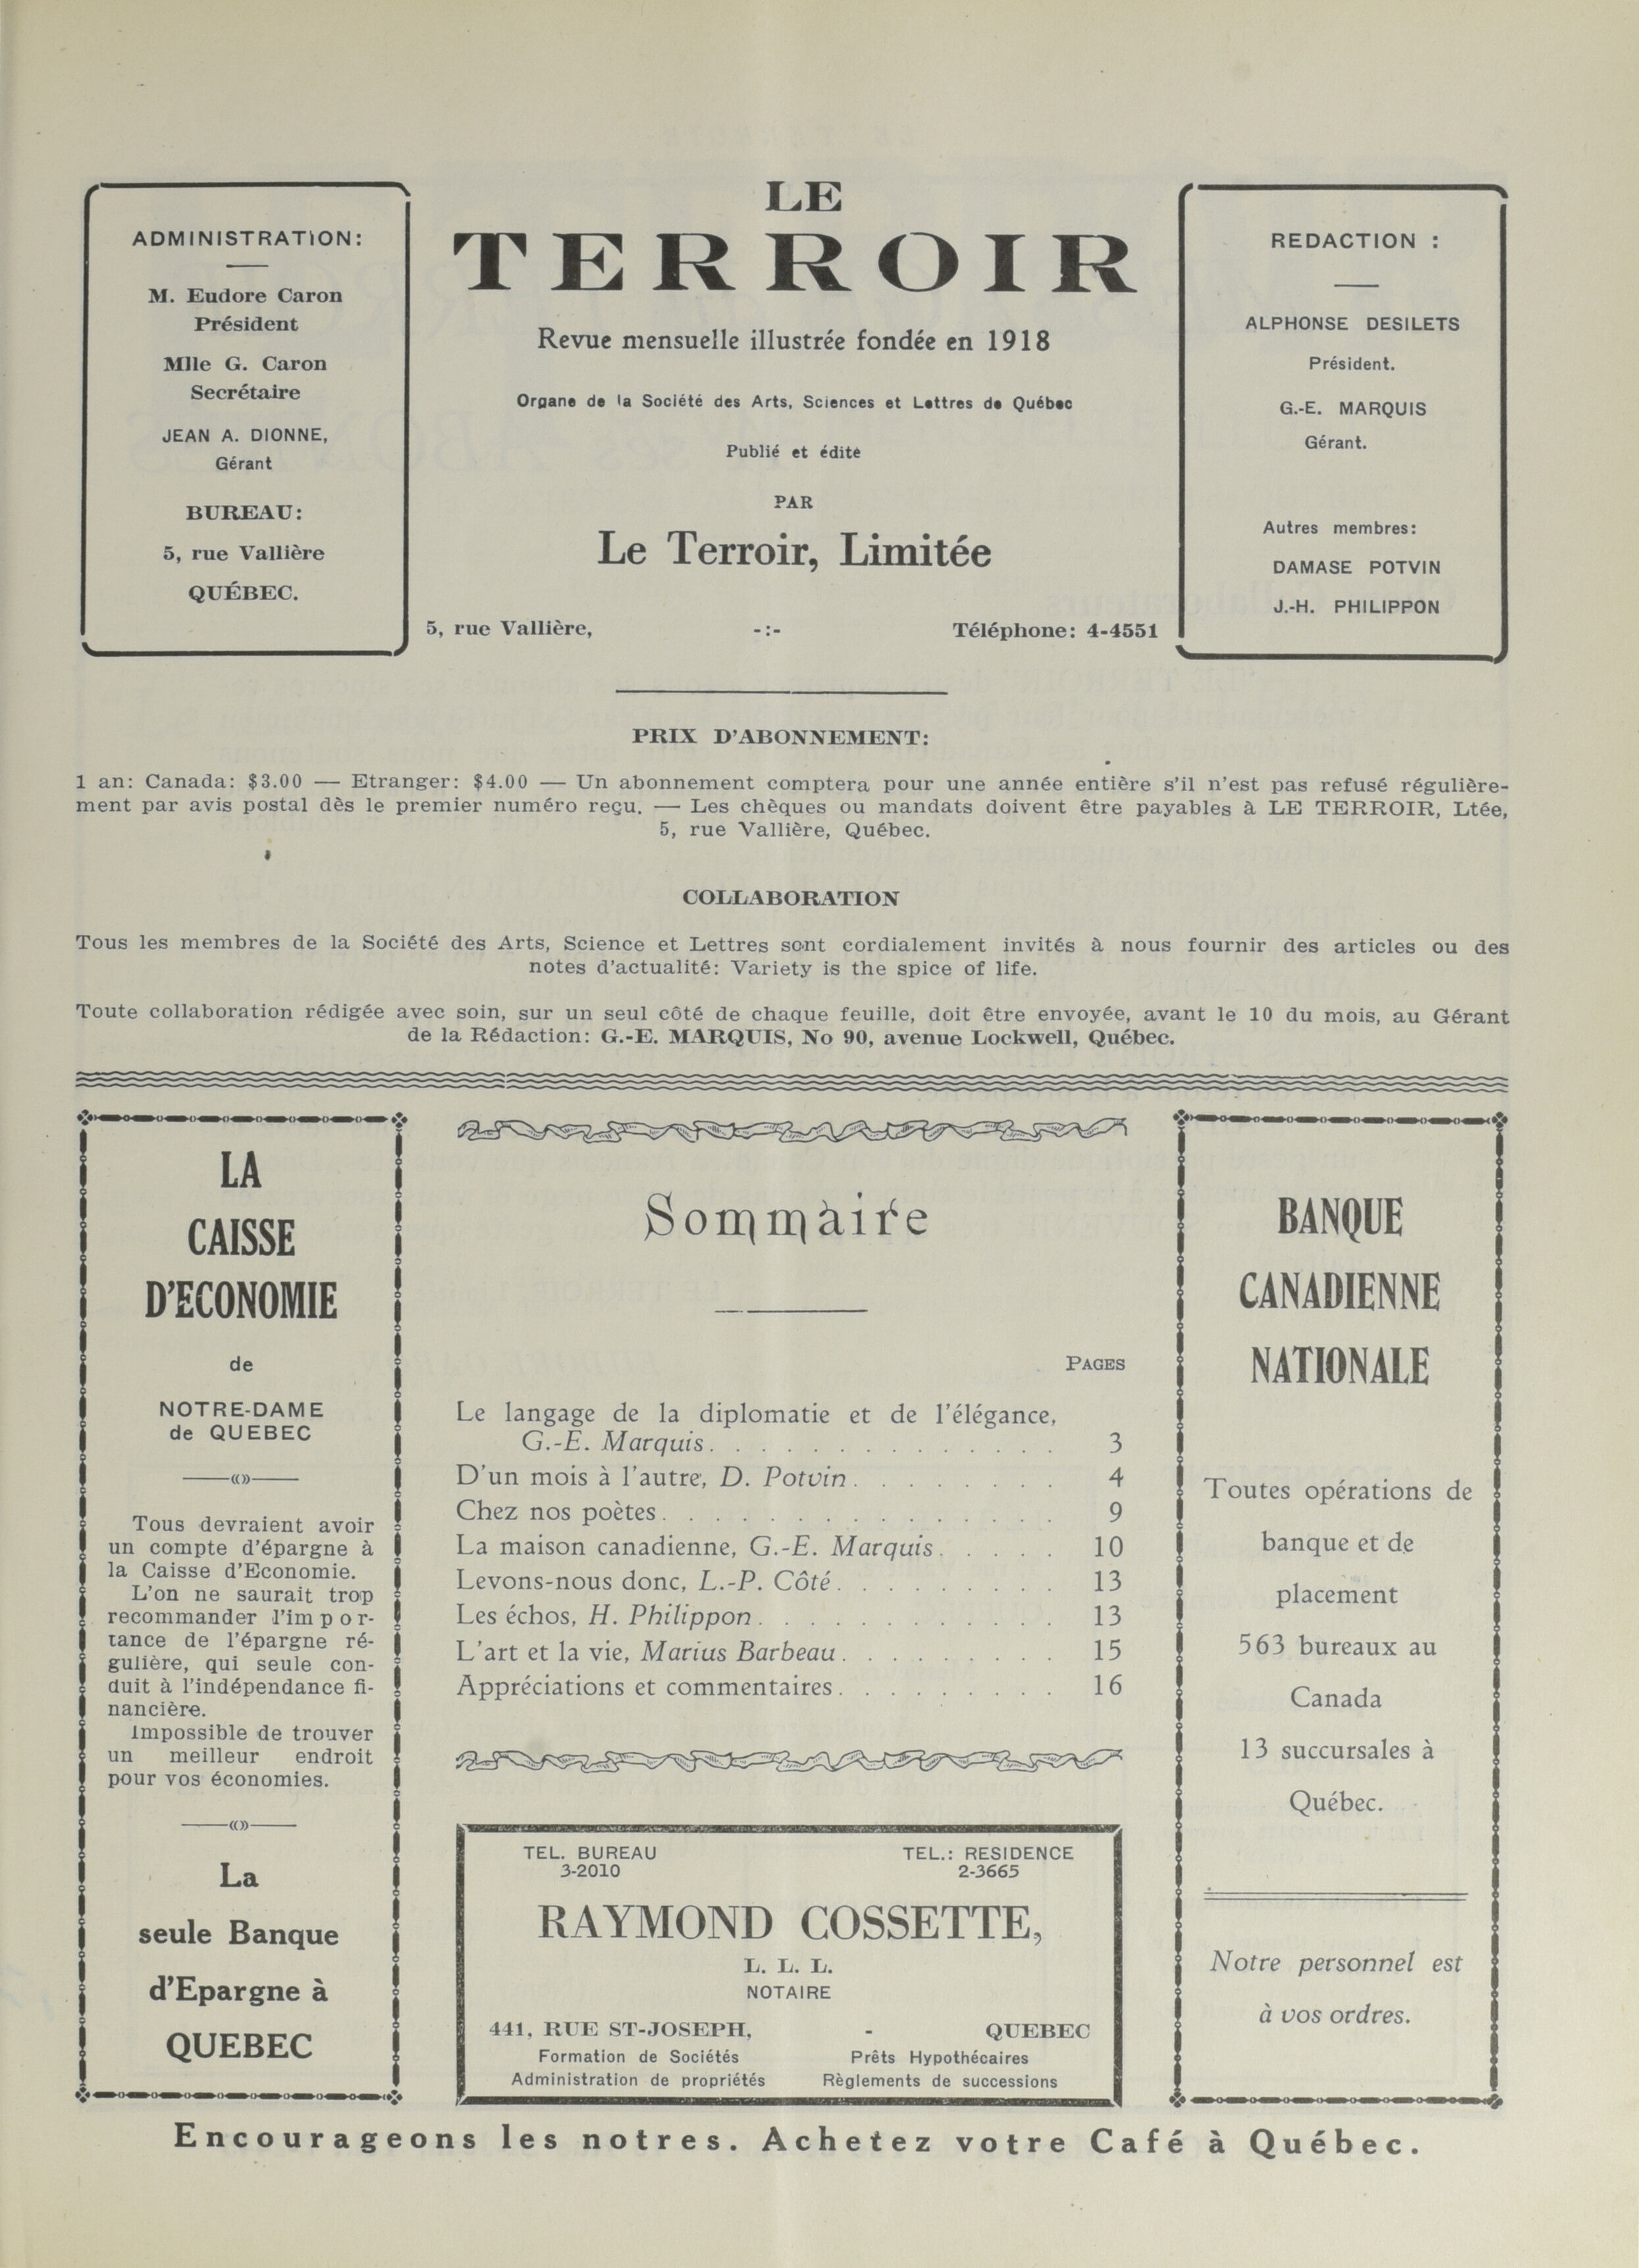 ADMINISTRATION:
M. Eudore Caron
Président
Mlle G. Caron
Secrétaire
JEAN A. DIONNE,
Gérant
BUREAU:
5, rue Vallière
QUÉBEC.
LE
TERROIR
Revue mensuelle illustrée fondée en 1918
Organe de la Société des Arts, Sciences et Lettres de Québec
Publié et édité
PAR
Le Terroir, Limitée
5, rue Vallière, -:- Téléphone: 4-4551
REDACTION :
ALPHONSE DESILETS
Président.
G.-E. MARQUIS
Gérant.
Autres membres:
DAMASE POTVIN
J.-H. PHILIPPON
PRIX D'ABONNEMENT:
1 an: Canada: $3.00 — Etranger: $4.00 — Un abonnement comptera pour une année entière s'il n'est pas refusé régulière-
ment par avis postal dès le premier numéro reçu. — Les chèques ou mandats doivent être payables à LE TERROIR, Ltée,
5, rue Vallière, Québec.
COLLABORATION
Tous les membres de la Société des Arts, Science et Lettres sont cordialement invités à nous fournir des articles ou des
notes d'actualité: Variety is the spice of life.
Toute collaboration rédigée avec soin, sur un seul côté de chaque feuille, doit être envoyée, avant le 10 du mois, au Gérant
de la Rédaction: G.-E. MARQUIS, No 90, avenue Lockwell, Québec.
LA
CAISSE
D'ECONOMIE
de
NOTRE-DAME
de QUEBEC
Tous devraient avoir
un compte d'épargne à
la Caisse d'Economie.
L'on ne saurait trop
recommander l'impor-
tance de l'épargne ré-
gulière, qui seule con-
duit à l'indépendance fi-
nancière.
Impossible de trouver
un meilleur endroit
pour vos économies.
La
seule Banque
d'Epargne à
QUEBEC
Sommaire
PAGES
Le langage de la diplomatie et de l'élégance,
G.-E. Marquis. . . . . . . . . . . . . . 3
D'un mois à l'autre, D. Potvin. . . . . . . . 4
Chez nos poètes. . . . . . . . . . . . . . . 9
La maison canadienne, G.-E. Marquis. . . . . 10
Levons-nous donc, L.-P. Côté. . . . . . . . . 13
Les échos, H. Philippon. . . . . . . . . . . . 13
L'art et la vie, Marius Barbeau. . . . . . . . . 15
Appréciations et commentaires. . . . . . . . . 16
TEL. BUREAU TEL.: RESIDENCE
3-2010 2-3665
RAYMOND COSSETTE,
L. L. L.
NOTAIRE
441, RUE ST-JOSEPH, - QUEBEC
Formation de Sociétés Prêts Hypothécaires
Administration de propriétés Règlements de successions
BANQUE
CANADIENNE
NATIONALE
Toutes opérations de
banque et de
placement
563 bureaux au
Canada
13 succursales à
Québec.
Notre personnel est
à vos ordres.
Encourageons les notres. Achetez votre Café à Québec.